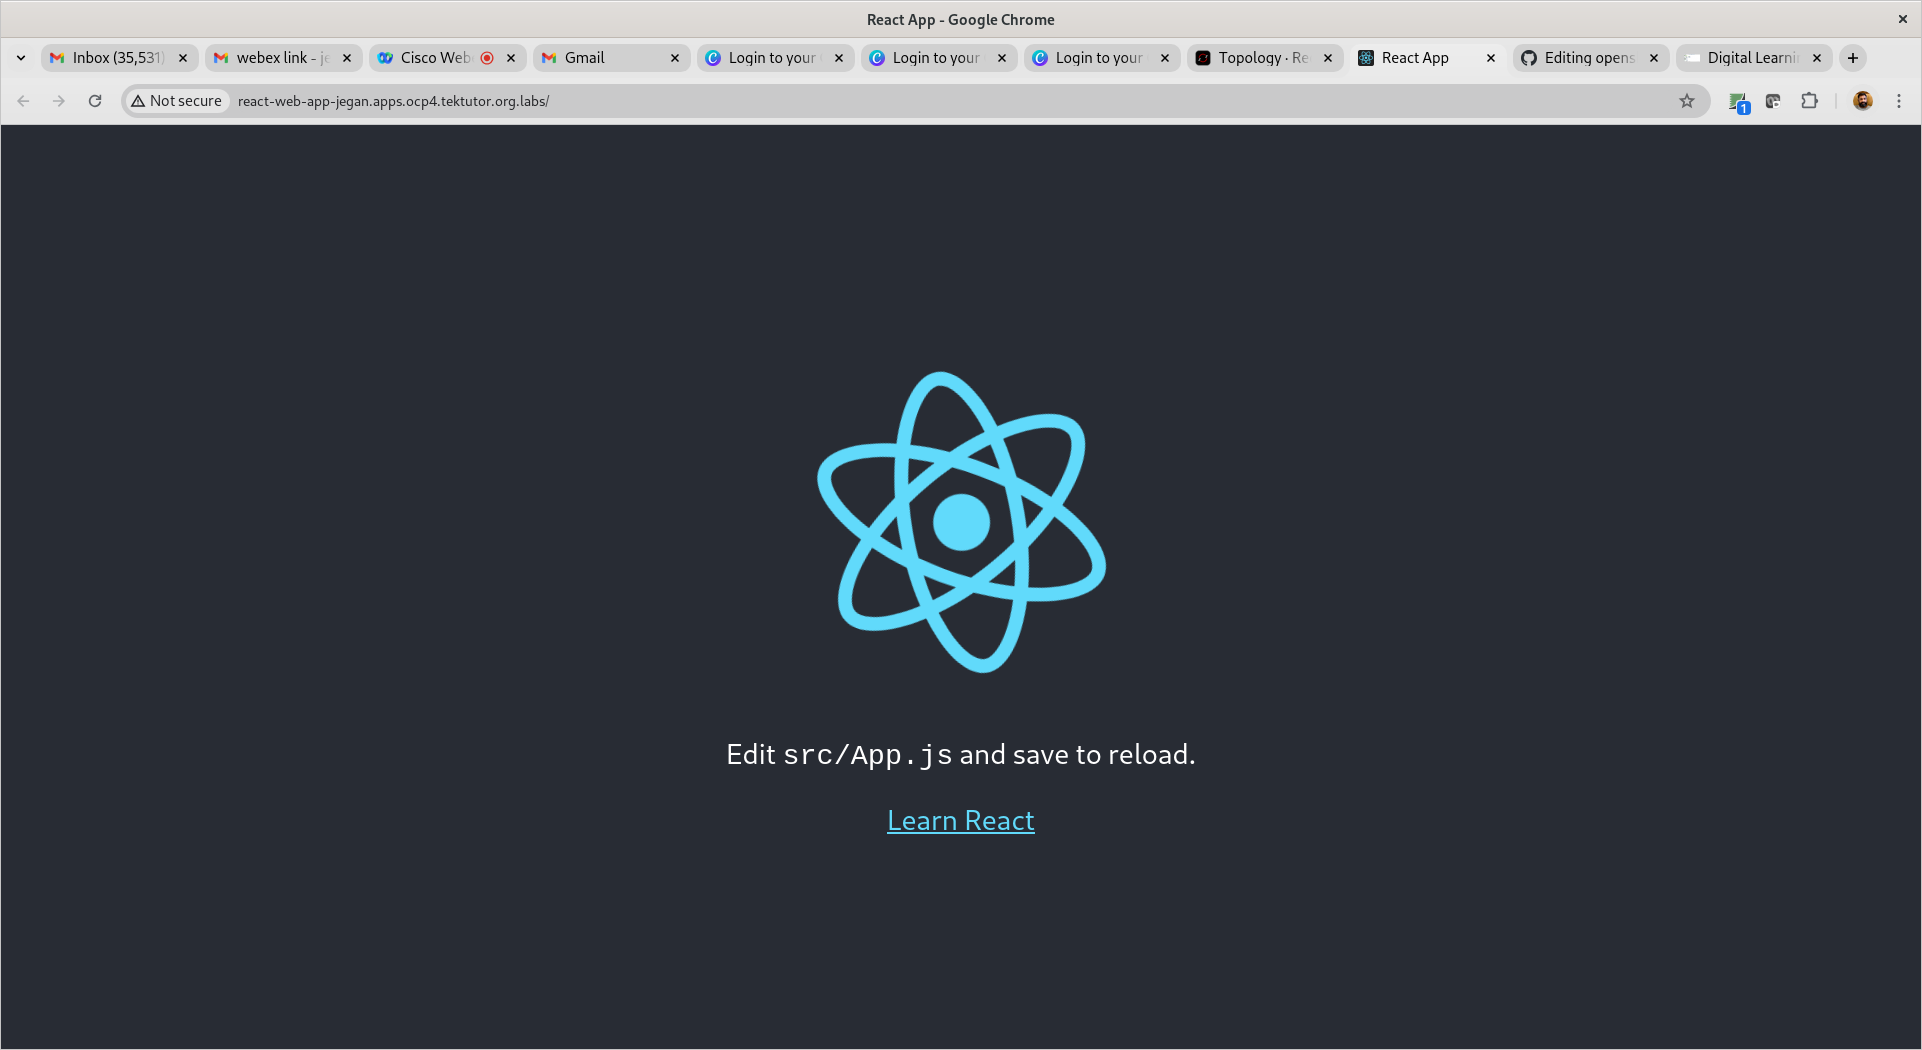 React App - Google Chrome
Inbox (35,531)
webex link - je
Cisco Web
Gmail
Login to your
Login to your
Login to your
Topology · Re
React App
Editing opens
Digital Learnin
Not secure
react-web-app-jegan.apps.ocp4.tektutor.org.labs/
1
Edit src/App.js and save to reload.
Learn React